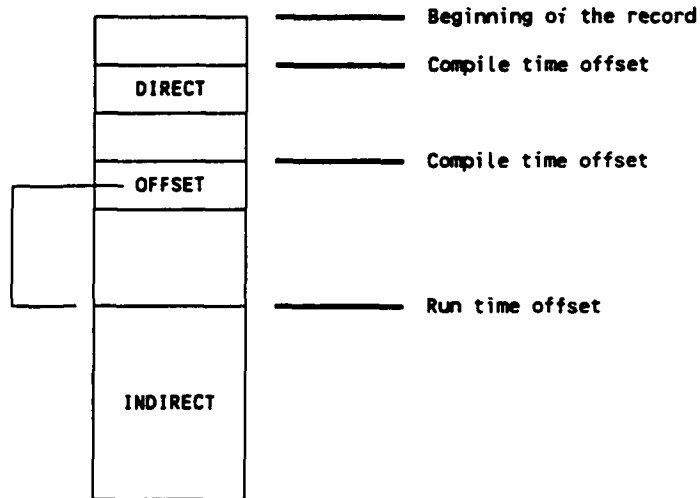 Beginning of the record
Compile time offset
DIRECT
Compile time offset
OFFSET
Run time offset
INDIRECT